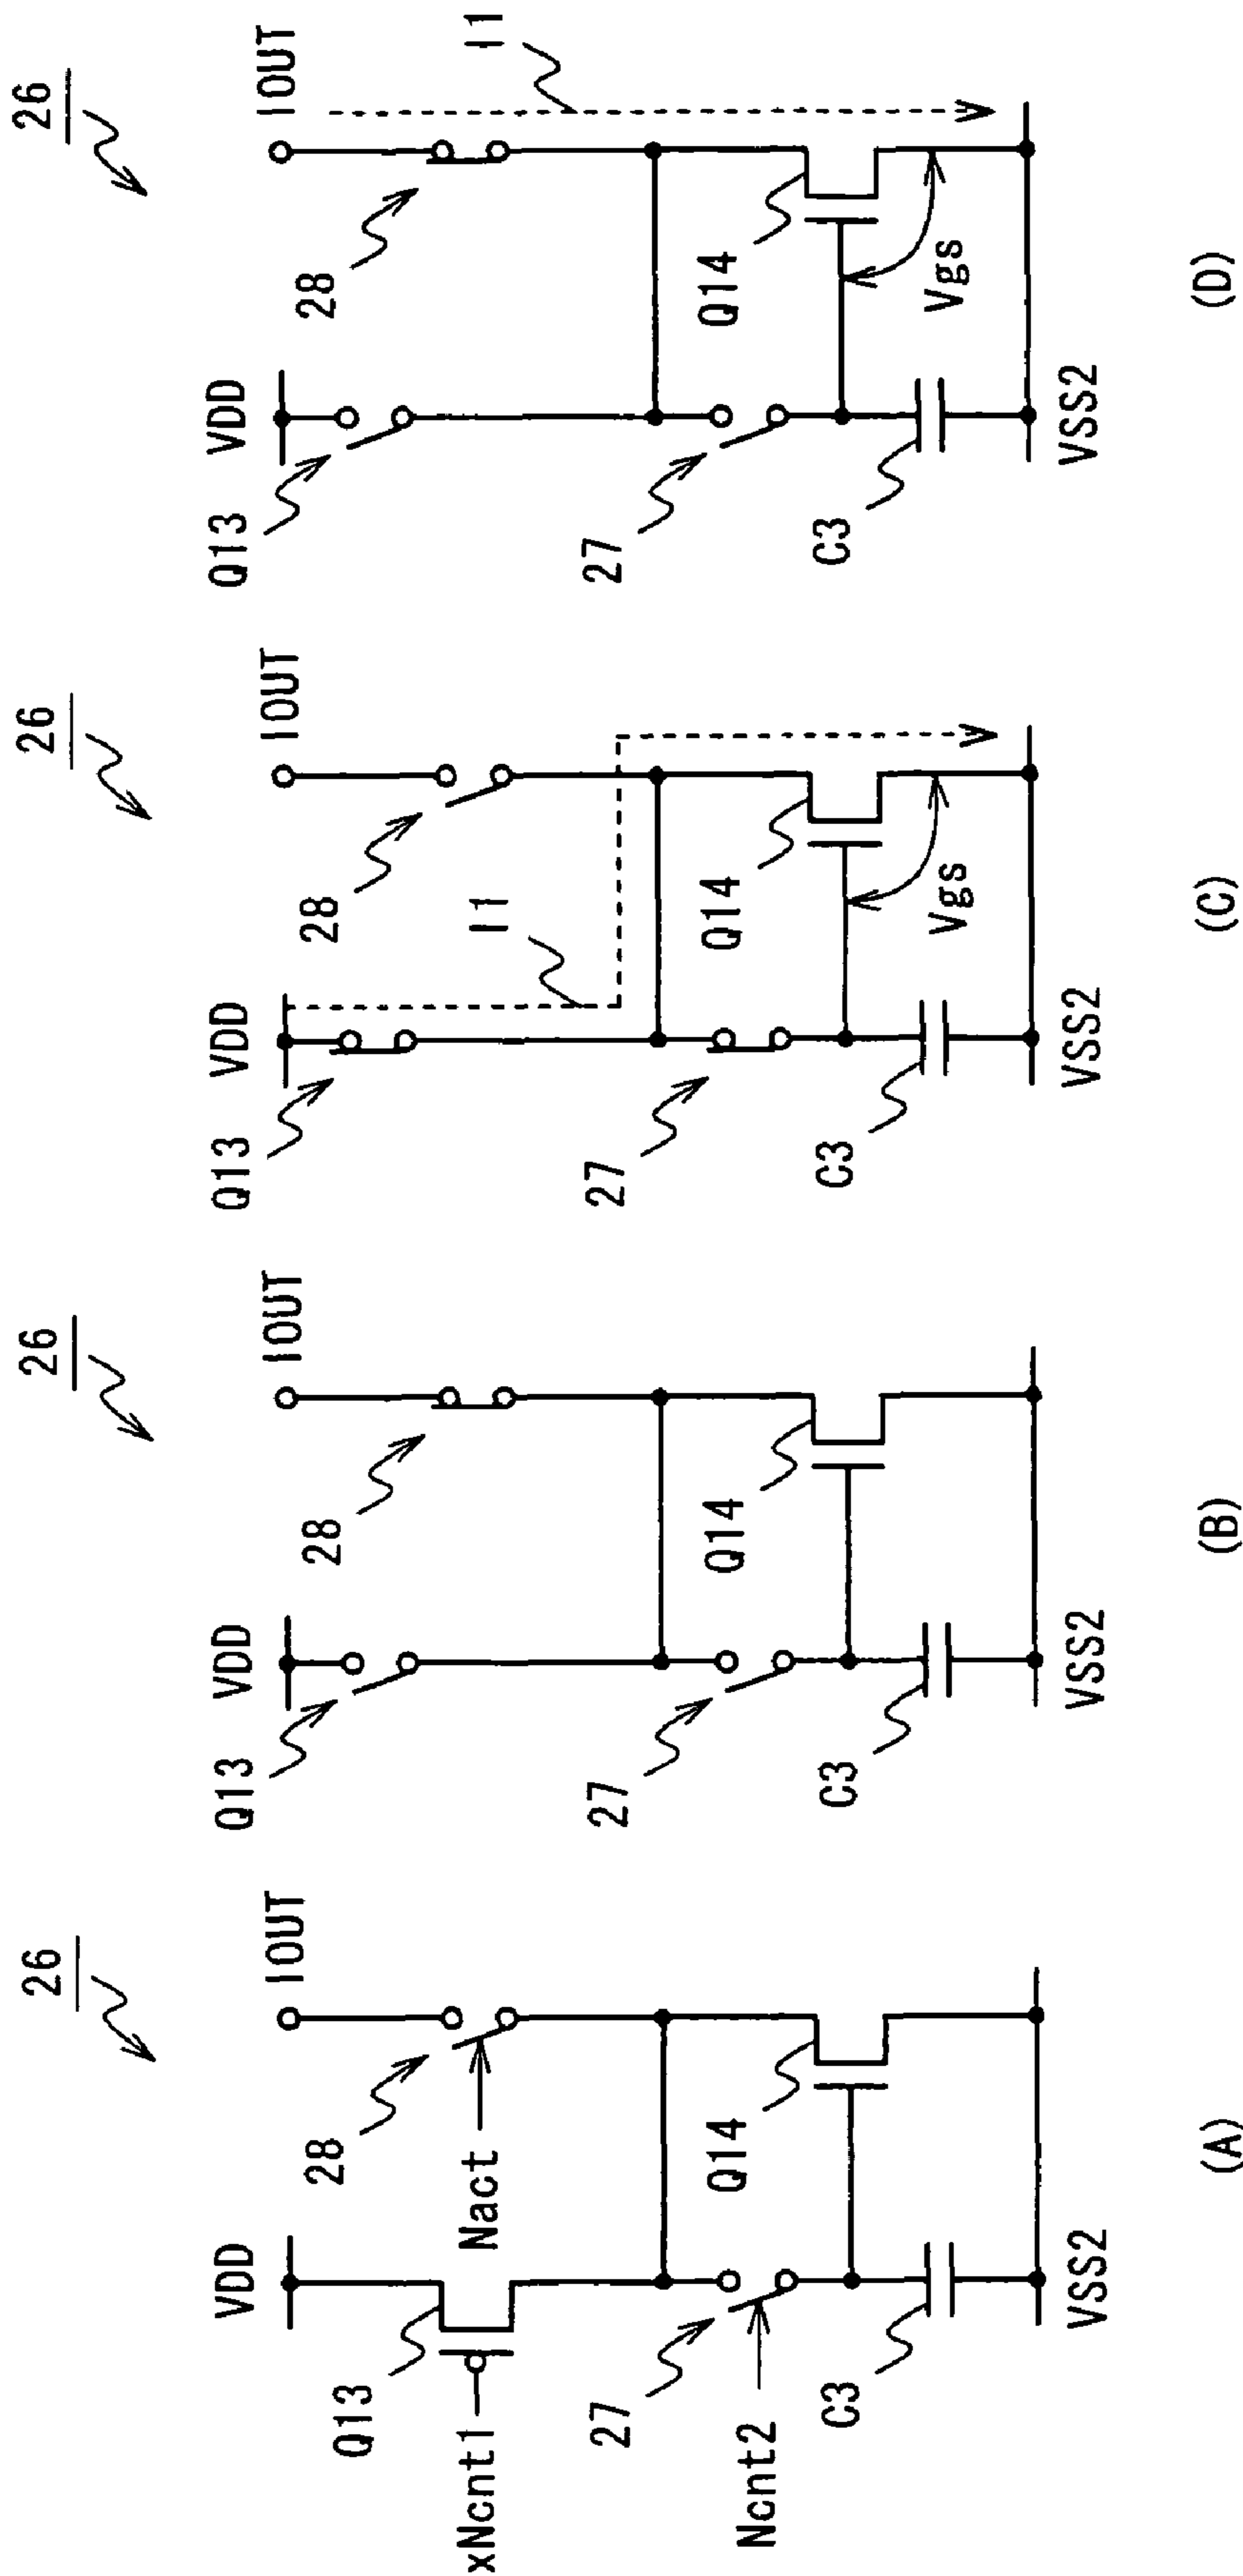 26
VDD
IOUT
Q13
28
xNcnt1
Nact
27
Q14
Ncnt2
C3
VSS2
(A)
26
VDD
IOUT
Q13
28
27
Q14
C3
VSS2
(B)
26
VDD
IOUT
Q13
28
I1
27
Q14
C3
Vgs
VSS2
(C)
26
VDD
IOUT
I1
Q13
28
27
Q14
C3
Vgs
VSS2
(D)